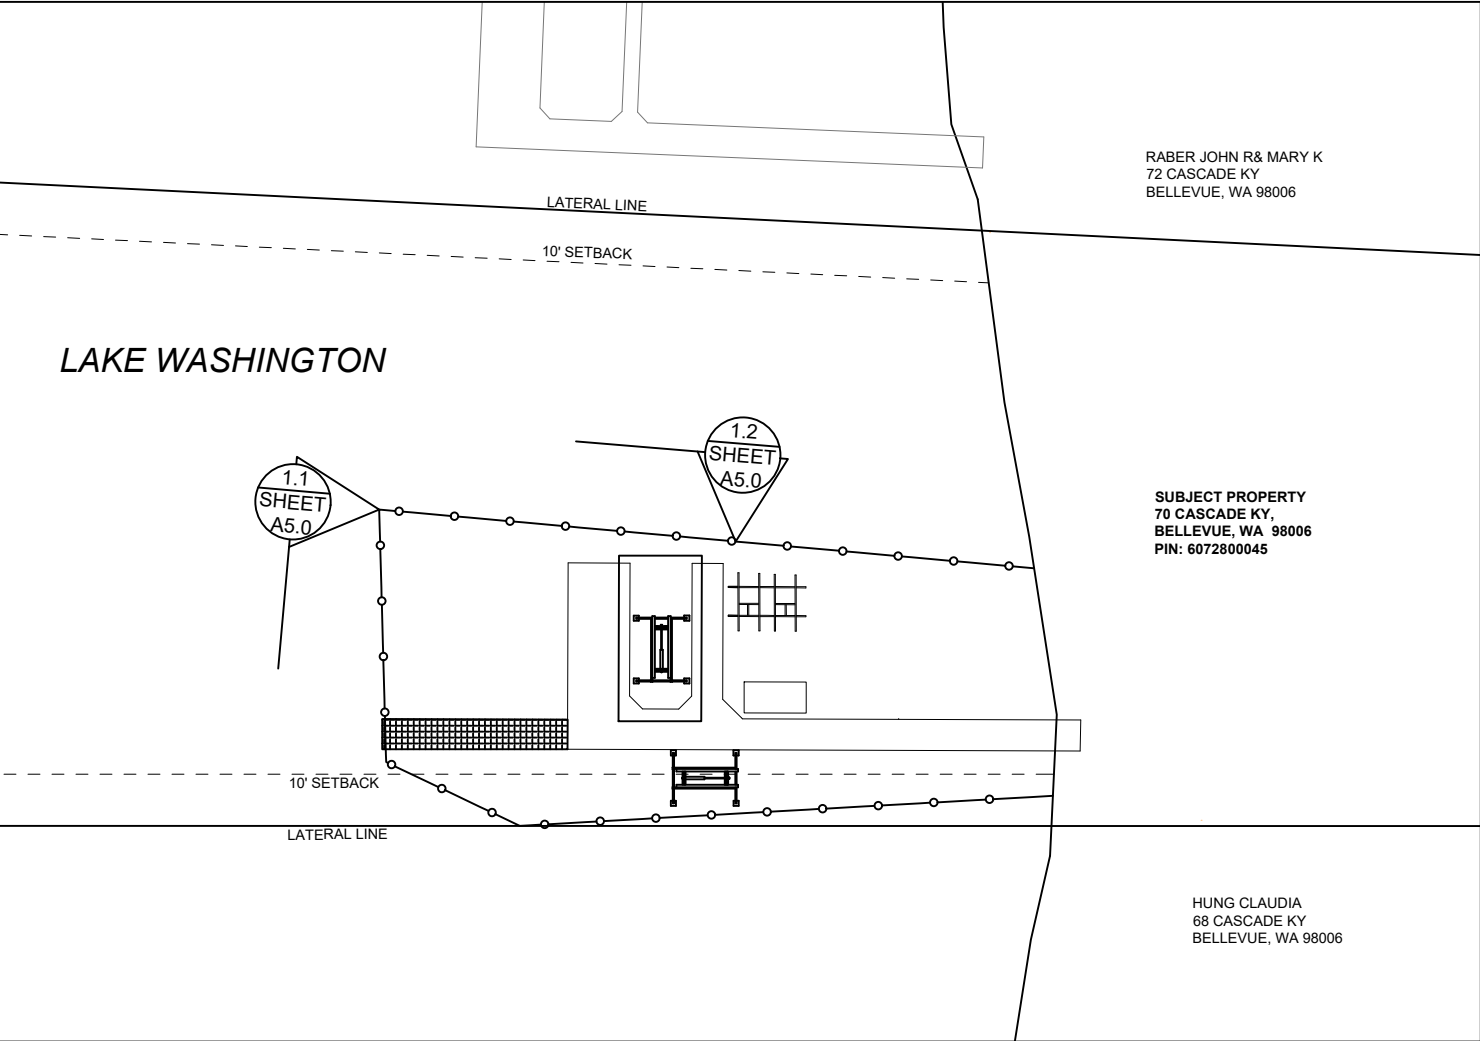 RABER JOHN R& MARY K
72 CASCADE KY
BELLEVUE, WA 98006
LATERAL LINE
10' SETBACK
LAKE WASHINGTON
1.2
SHEET
A5.0
1.1
SHEET
A5.0
SUBJECT PROPERTY
70 CASCADE KY,
BELLEVUE, WA 98006
PIN: 6072800045
10' SETBACK
LATERAL LINE
HUNG CLAUDIA
68 CASCADE KY
BELLEVUE, WA 98006